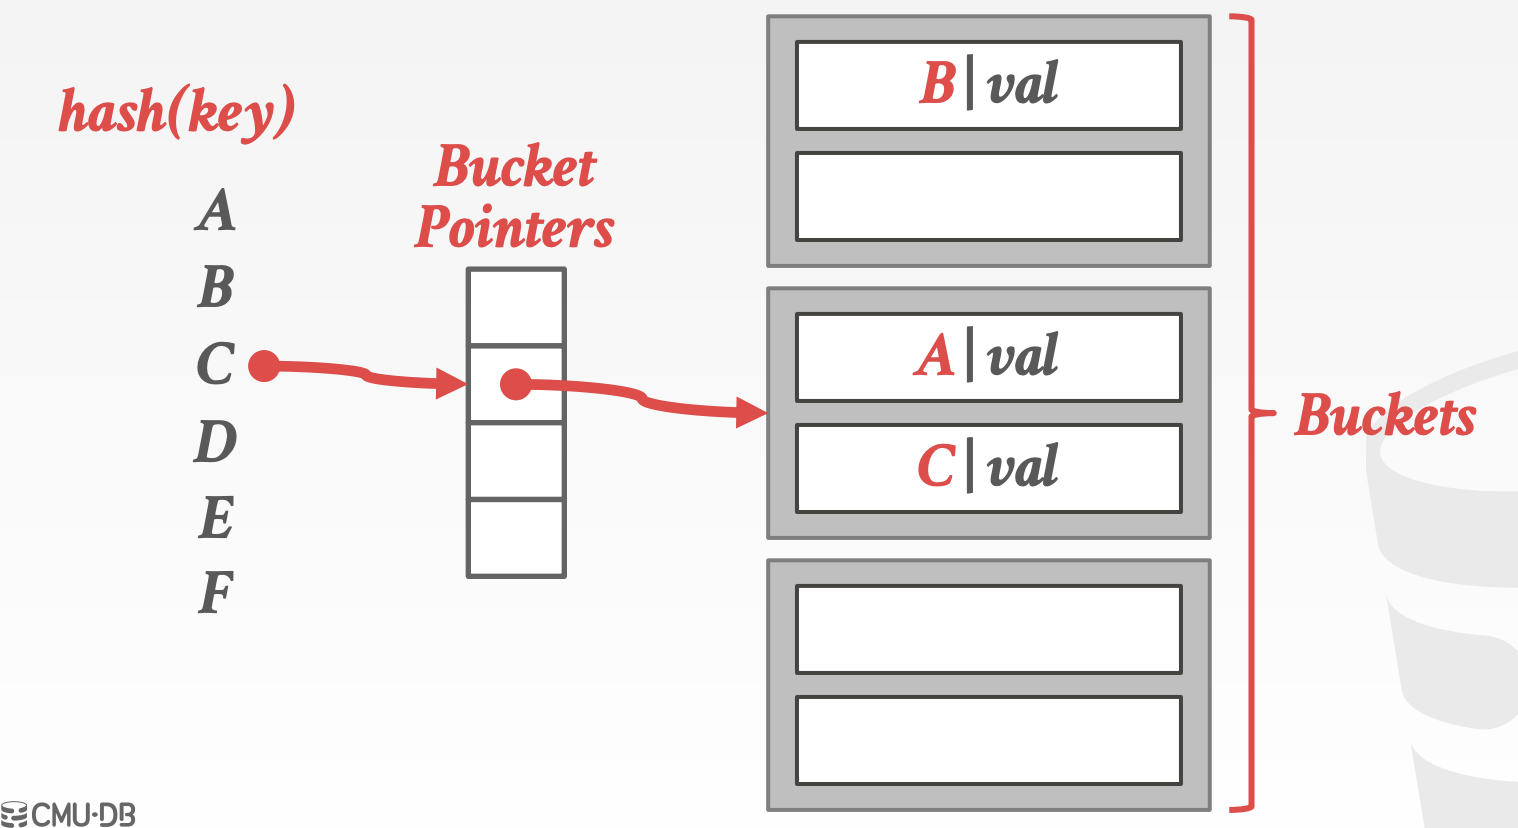 hash(key)
A
B
C
D
E
F
Bucket
Pointers
B|val
A|val
C|val
Buckets
CMU·DB